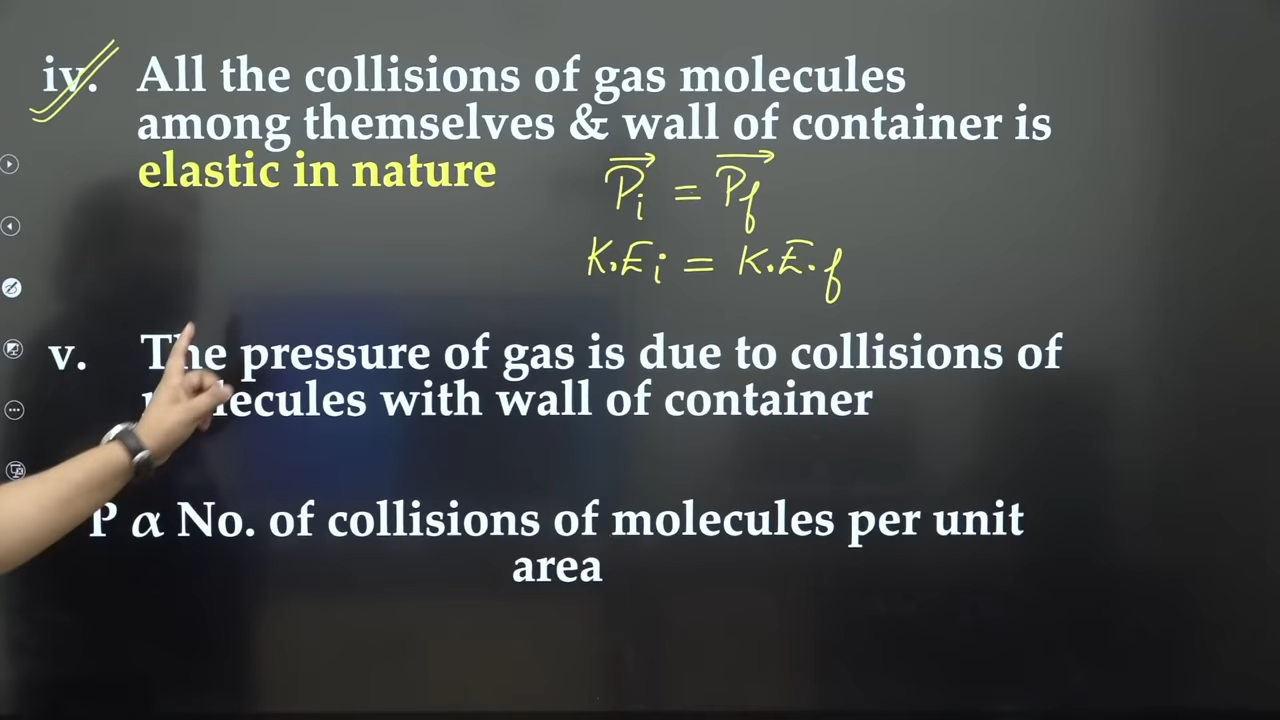 iv. All the collisions of gas molecules
among themselves & wall of container is
elastic in nature
P⃗i = P⃗f
K.Ei = K.E.f
v. The pressure of gas is due to collisions of
molecules with wall of container
P α No. of collisions of molecules per unit
area